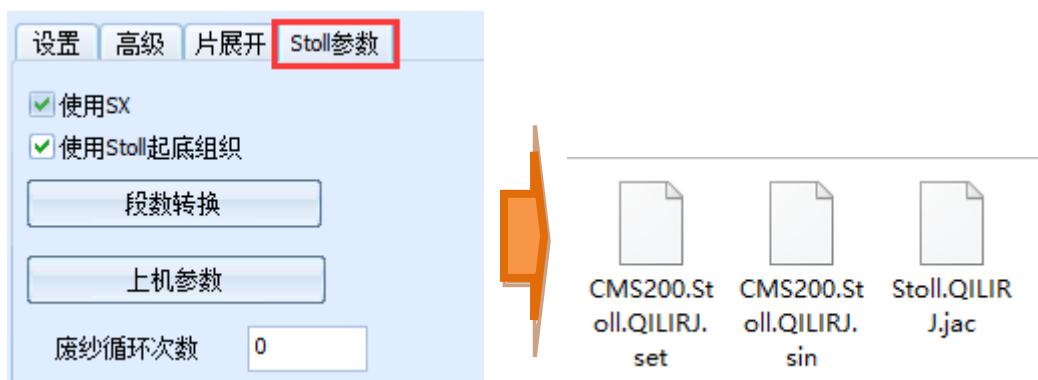 设置 高级 片展开 Stoll参数
使用SX
使用Stoll起底组织
段数转换
上机参数
废纱循环次数 0
CMS200.St
oll.QILIRJ.
set
CMS200.St
oll.QILIRJ.
sin
Stoll.QILIR
J.jac